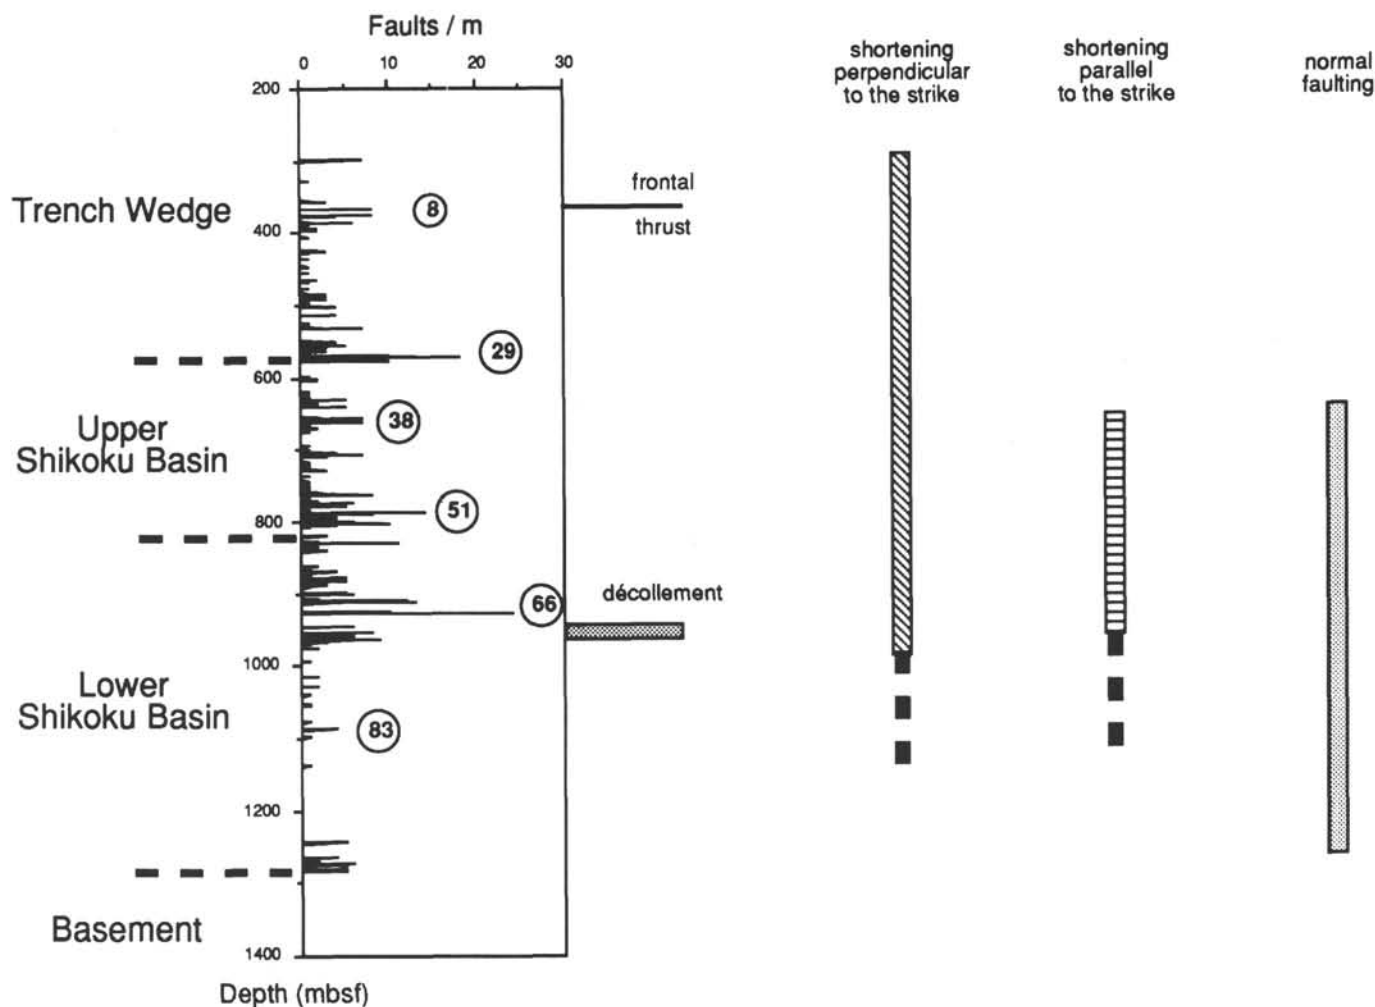 Faults / m
0
10
20
30
shortening
perpendicular
to the strike
shortening
parallel
to the strike
normal
faulting
200
400
600
800
1000
1200
1400
Trench Wedge
Upper
Shikoku Basin
Lower
Shikoku Basin
Basement
8
29
38
51
66
83
frontal
thrust
décollement
Depth (mbsf)